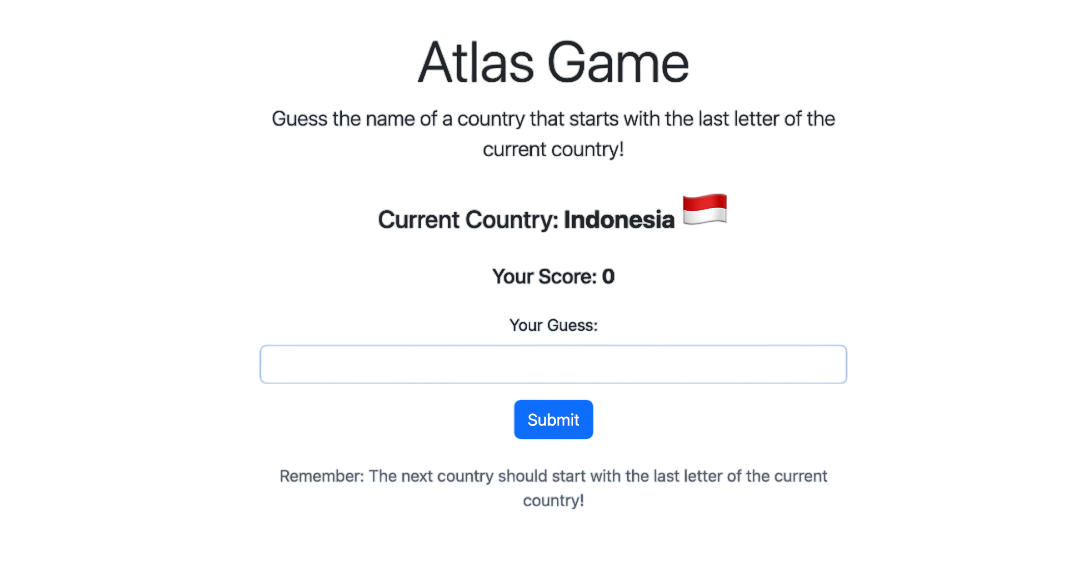 Atlas Game
Guess the name of a country that starts with the last letter of the
current country!
Current Country: Indonesia
Your Score: 0
Your Guess:
Submit
Remember: The next country should start with the last letter of the current
country!